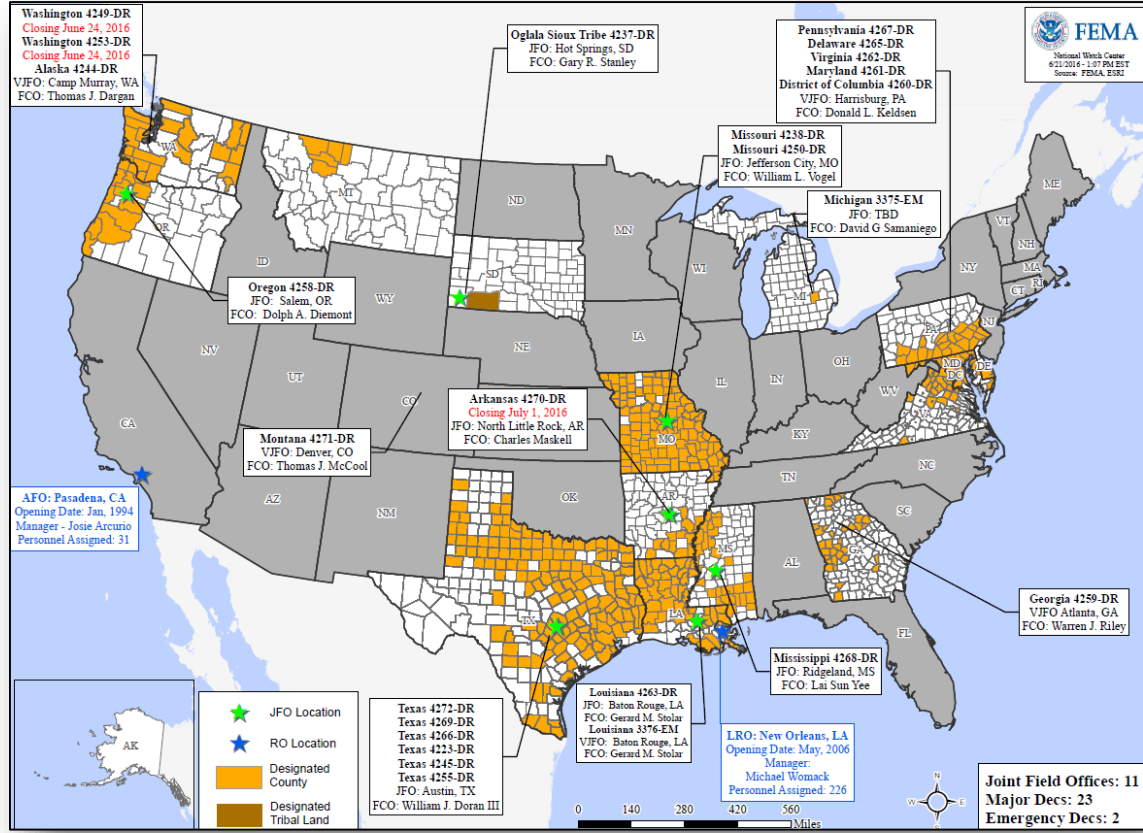 Washington 4249-DR
Closing June 24, 2016
Washington 4253-DR
Closing June 24, 2016
Alaska 4244-DR
VJFO: Camp Murray, WA
FCO: Thomas J. Dargan
Oglala Sioux Tribe 4237-DR
JFO: Hot Springs, SD
FCO: Gary R. Stanley
Pennsylvania 4267-DR
Delaware 4265-DR
Virginia 4262-DR
Maryland 4261-DR
District of Columbia 4260-DR
VJFO: Harrisburg, PA
FCO: Donald L. Keldsen
FEMA
National Watch Center
6/21/2016 - 1:07 PM EST
Source: FEMA, ESRI
Missouri 4238-DR
Missouri 4250-DR
JFO: Jefferson City, MO
FCO: William L. Vogel
Michigan 3375-EM
JFO: TBD
FCO: David G Samaniego
WA
MT
ND
MN
ME
VT
NH
OR
ID
SD
WI
MI
NY
MA
CT
RI
Oregon 4258-DR
JFO: Salem, OR
FCO: Dolph A. Diemont
WY
IA
PA
NJ
NV
UT
CO
NE
IL
IN
OH
WV
MD
DC
DE
VA
CA
Arkansas 4270-DR
Closing July 1, 2016
JFO: North Little Rock, AR
FCO: Charles Maskell
MO
KY
Montana 4271-DR
VJFO: Denver, CO
FCO: Thomas J. McCool
TN
NC
AZ
NM
OK
AR
SC
AFO: Pasadena, CA
Opening Date: Jan, 1994
Manager - Josie Arcurio
Personnel Assigned: 31
MS
AL
GA
TX
LA
FL
Georgia 4259-DR
VJFO Atlanta, GA
FCO: Warren J. Riley
Mississippi 4268-DR
JFO: Ridgeland, MS
FCO: Lai Sun Yee
Louisiana 4263-DR
JFO: Baton Rouge, LA
FCO: Gerard M. Stolar
Louisiana 3376-EM
VJFO: Baton Rouge, LA
FCO: Gerard M. Stolar
Texas 4272-DR
Texas 4269-DR
Texas 4266-DR
Texas 4223-DR
Texas 4245-DR
Texas 4255-DR
JFO: Austin, TX
FCO: William J. Doran III
LRO: New Orleans, LA
Opening Date: May, 2006
Manager:
Michael Womack
Personnel Assigned: 226
AK
JFO Location
RO Location
Designated
County
Designated
Tribal Land
0 140 280 420 560
Miles
N
W
E
S
Joint Field Offices: 11
Major Decs: 23
Emergency Decs: 2